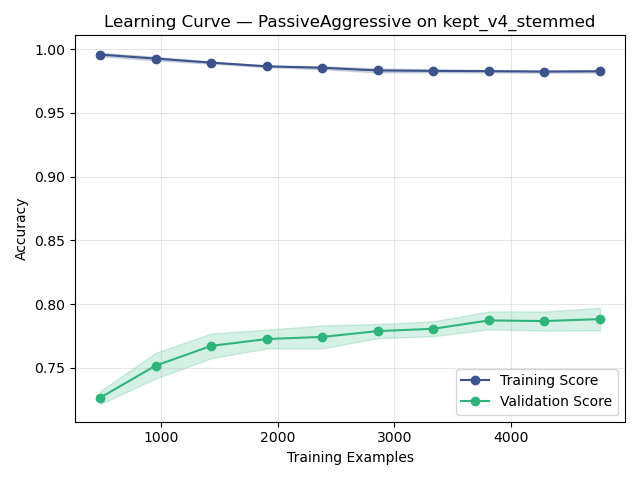 Learning Curve — PassiveAggressive on kept_v4_stemmed
1.00
0.95
0.90
0.85
0.80
0.75
Accuracy
1000
2000
3000
4000
Training Examples
Training Score
Validation Score